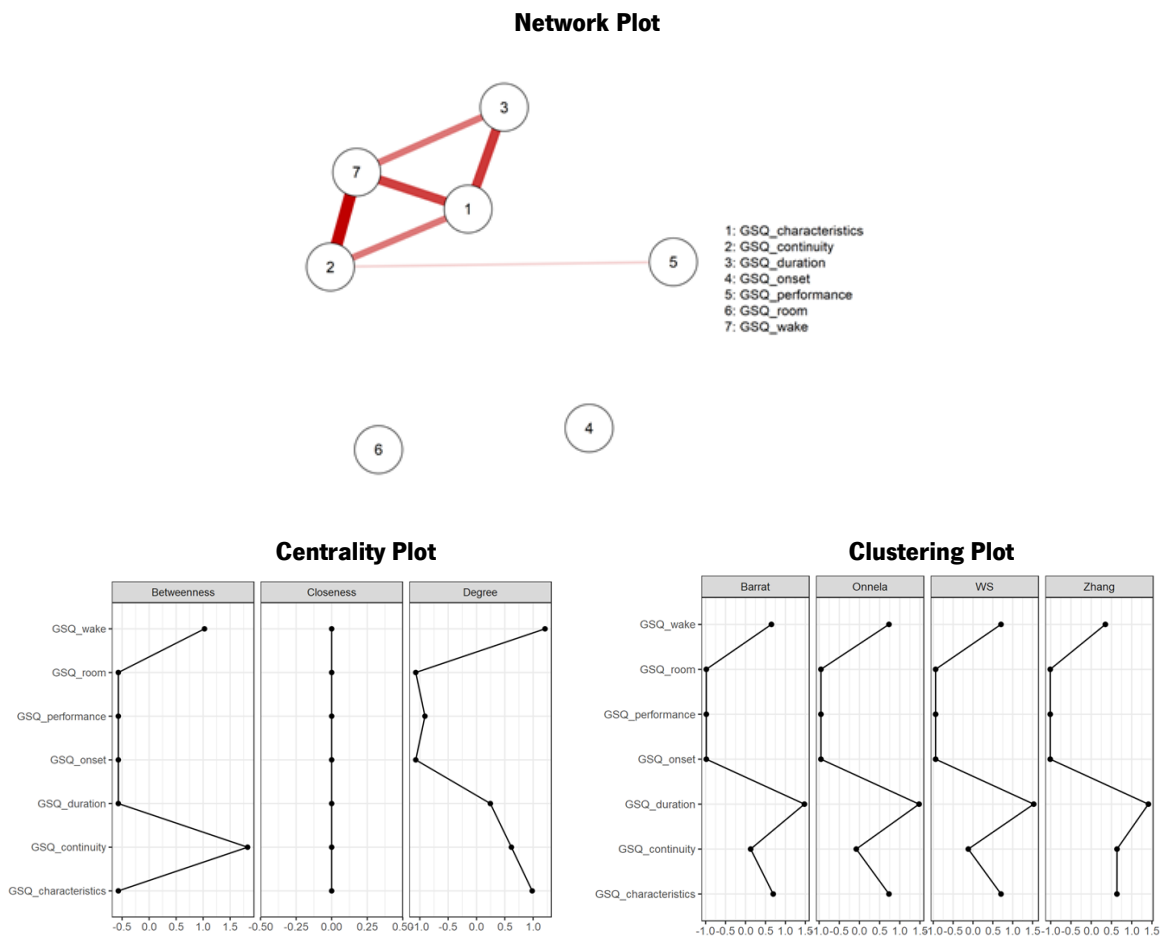 Network Plot
3
7
1
2
5
1: GSQ_characteristics
2: GSQ_continuity
3: GSQ_duration
4: GSQ_onset
5: GSQ_performance
6: GSQ_room
7: GSQ_wake
4
6
Centrality Plot
Betweenness Closeness Degree
GSQ_wake
GSQ_room
GSQ_performance
GSQ_onset
GSQ_duration
GSQ_continuity
GSQ_characteristics
-0.5 0.0 0.5 1.0 1.5 -0.50 -0.25 0.00 0.25 0.50 -1.0 -0.5 0.0 0.5 1.0
Clustering Plot
Barrat Onnela WS Zhang
GSQ_wake
GSQ_room
GSQ_performance
GSQ_onset
GSQ_duration
GSQ_continuity
GSQ_characteristics
-1.0 -0.5 0.0 0.5 1.0 1.5 -1.0 -0.5 0.0 0.5 1.0 1.5 -1.0 -0.5 0.0 0.5 1.0 1.5 -1.0 -0.5 0.0 0.5 1.0 1.5